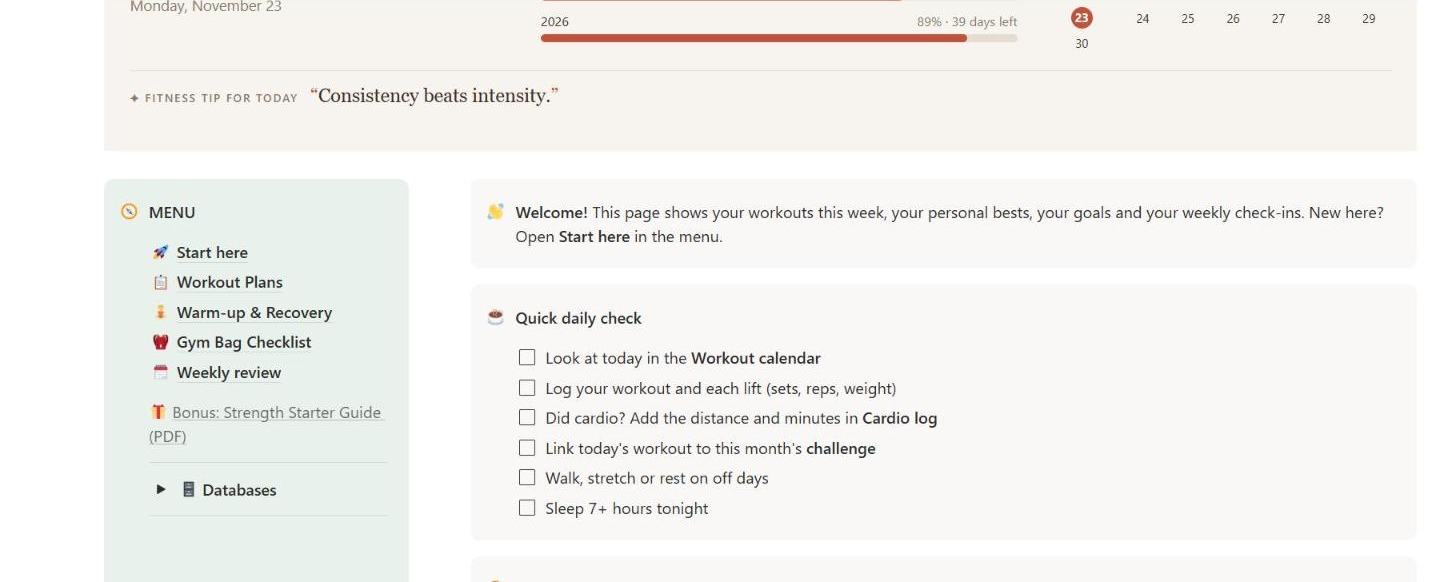 Monday, November 23
2026 89% · 39 days left
23 24 25 26 27 28 29
30
✦ FITNESS TIP FOR TODAY “Consistency beats intensity.”
MENU
Start here
Workout Plans
Warm-up & Recovery
Gym Bag Checklist
Weekly review
Bonus: Strength Starter Guide
(PDF)
Databases
Welcome! This page shows your workouts this week, your personal bests, your goals and your weekly check-ins. New here?
Open Start here in the menu.
Quick daily check
Look at today in the Workout calendar
Log your workout and each lift (sets, reps, weight)
Did cardio? Add the distance and minutes in Cardio log
Link today's workout to this month's challenge
Walk, stretch or rest on off days
Sleep 7+ hours tonight